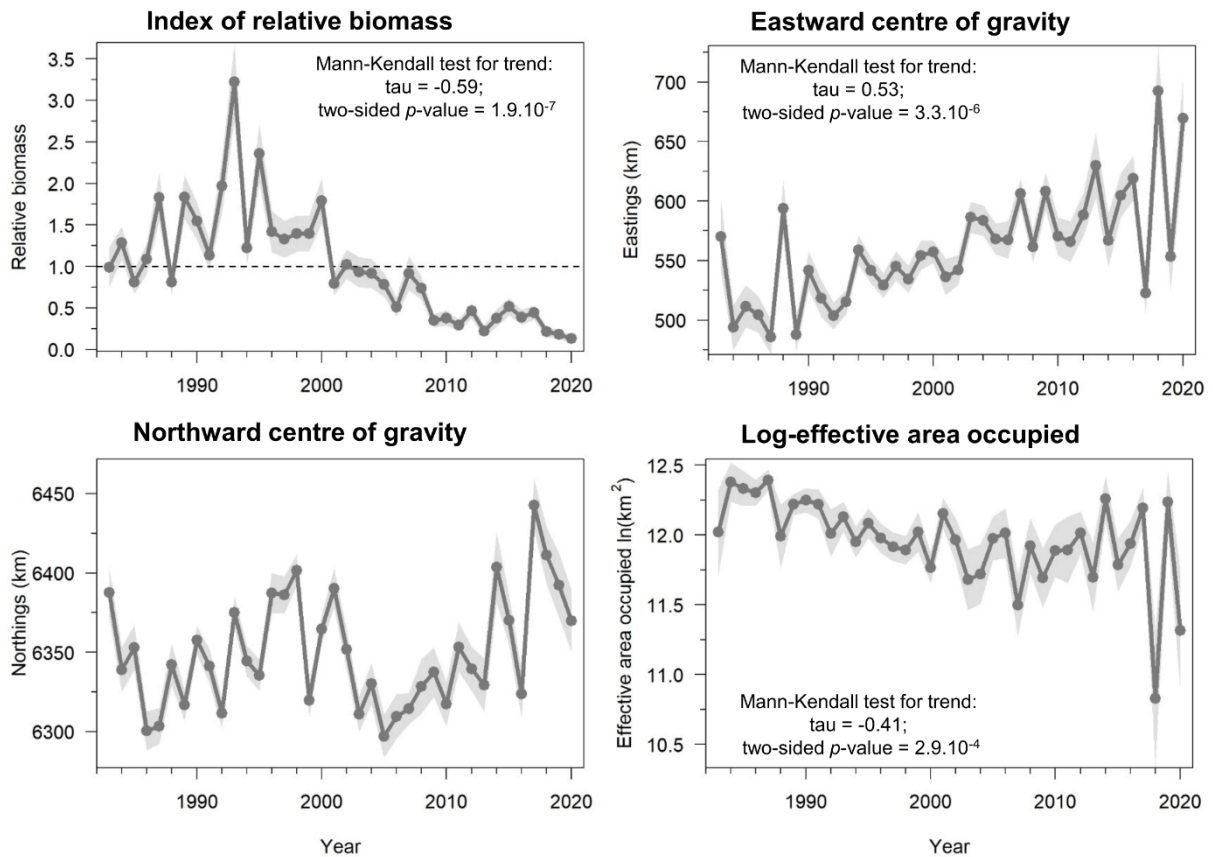 Index of relative biomass
Relative biomass
3.5
3.0
2.5
2.0
1.5
1.0
0.5
0.0
Mann-Kendall test for trend:
tau = -0.59;
two-sided p-value = 1.9.10⁻⁷
1990
2000
2010
2020
Eastward centre of gravity
Eastings (km)
700
650
600
550
500
Mann-Kendall test for trend:
tau = 0.53;
two-sided p-value = 3.3.10⁻⁶
1990
2000
2010
2020
Northward centre of gravity
Northings (km)
6450
6400
6350
6300
1990
2000
2010
2020
Year
Log-effective area occupied
Effective area occupied ln(km²)
12.5
12.0
11.5
11.0
10.5
Mann-Kendall test for trend:
tau = -0.41;
two-sided p-value = 2.9.10⁻⁴
1990
2000
2010
2020
Year